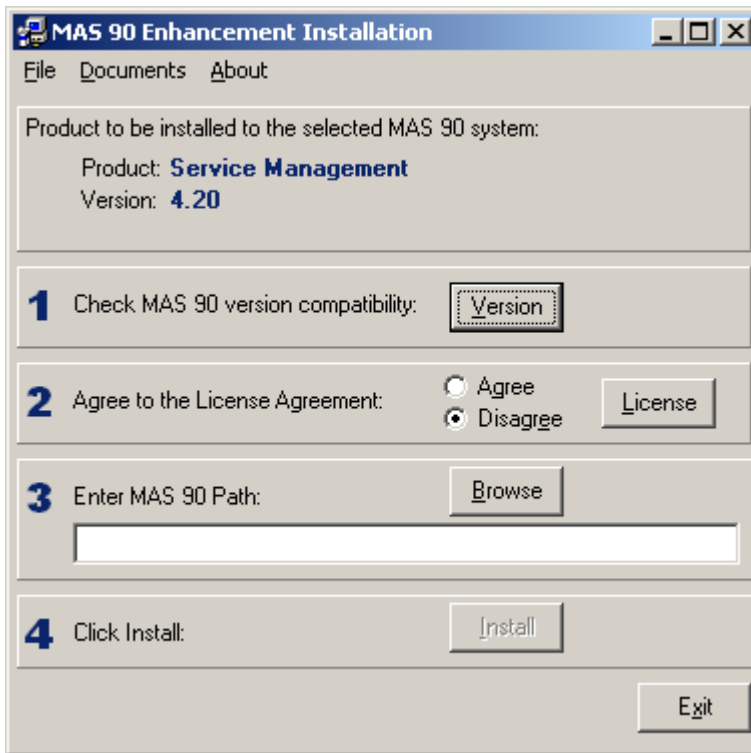 MAS 90 Enhancement Installation
File Documents About
Product to be installed to the selected MAS 90 system:
Product: Service Management
Version: 4.20
1 Check MAS 90 version compatibility: Version
2 Agree to the License Agreement: Agree
Disagree
License
3 Enter MAS 90 Path: Browse
4 Click Install: Install
Exit